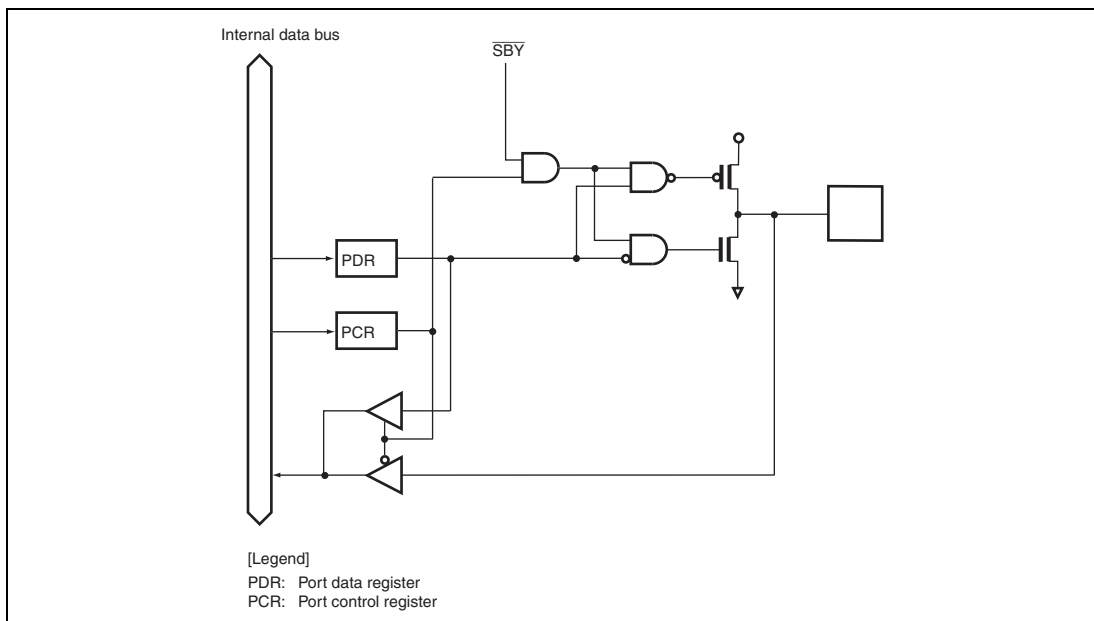 Internal data bus
SBY
PDR
PCR
[Legend]
PDR: Port data register
PCR: Port control register